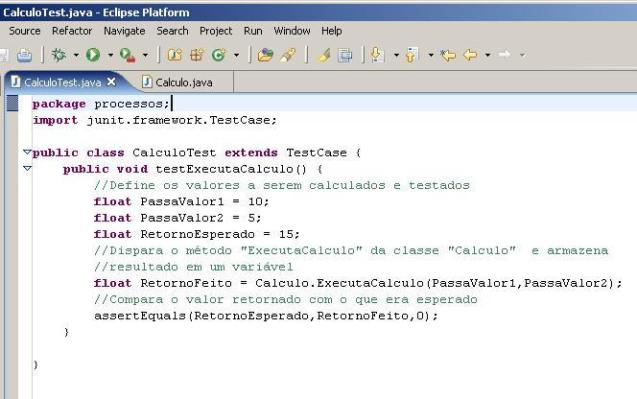 CalculoTest.java - Eclipse Platform
Source Refactor Navigate Search Project Run Window Help
CalculoTest.java Calculo.java
package processos;
import junit.framework.TestCase;
public class CalculoTest extends TestCase {
public void testExecutaCalculo() {
//Define os valores a serem calculados e testados
float PassaValor1 = 10;
float PassaValor2 = 5;
float RetornoEsperado = 15;
//Dispara o método "ExecutaCalculo" da classe "Calculo" e armazena
//resultado em um variável
float RetornoFeito = Calculo.ExecutaCalculo(PassaValor1,PassaValor2);
//Compara o valor retornado com o que era esperado
assertEquals(RetornoEsperado,RetornoFeito,0);
}
}